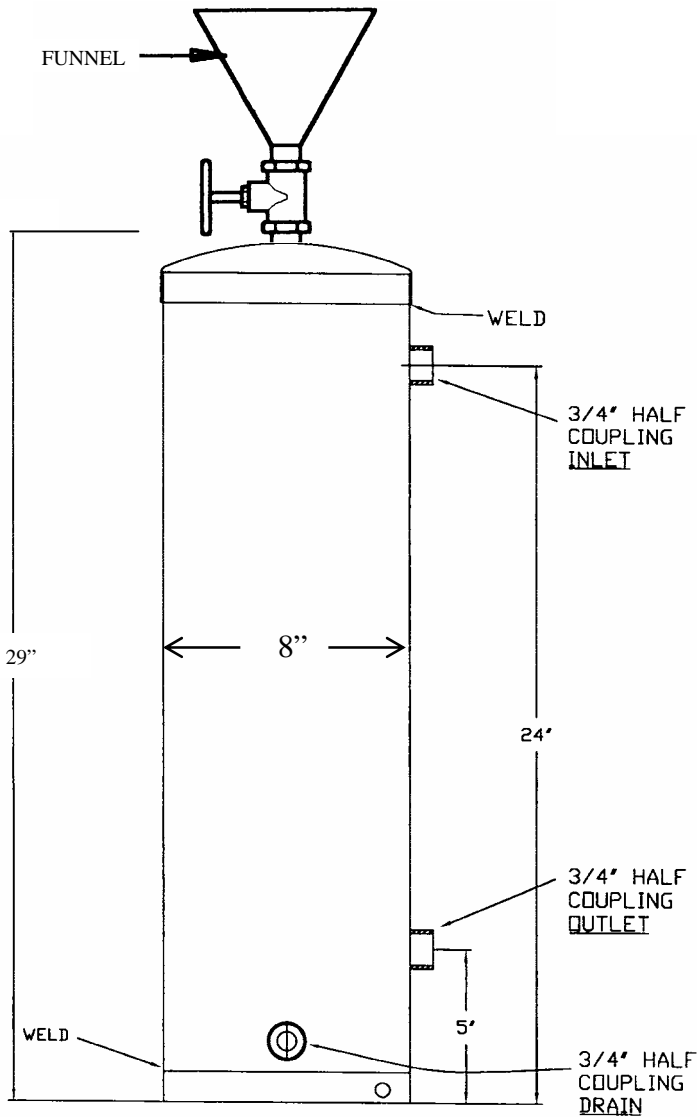 FUNNEL
WELD
3/4" HALF
COUPLING
INLET
8”
29”
24"
3/4" HALF
COUPLING
OUTLET
5"
WELD
3/4" HALF
COUPLING
DRAIN